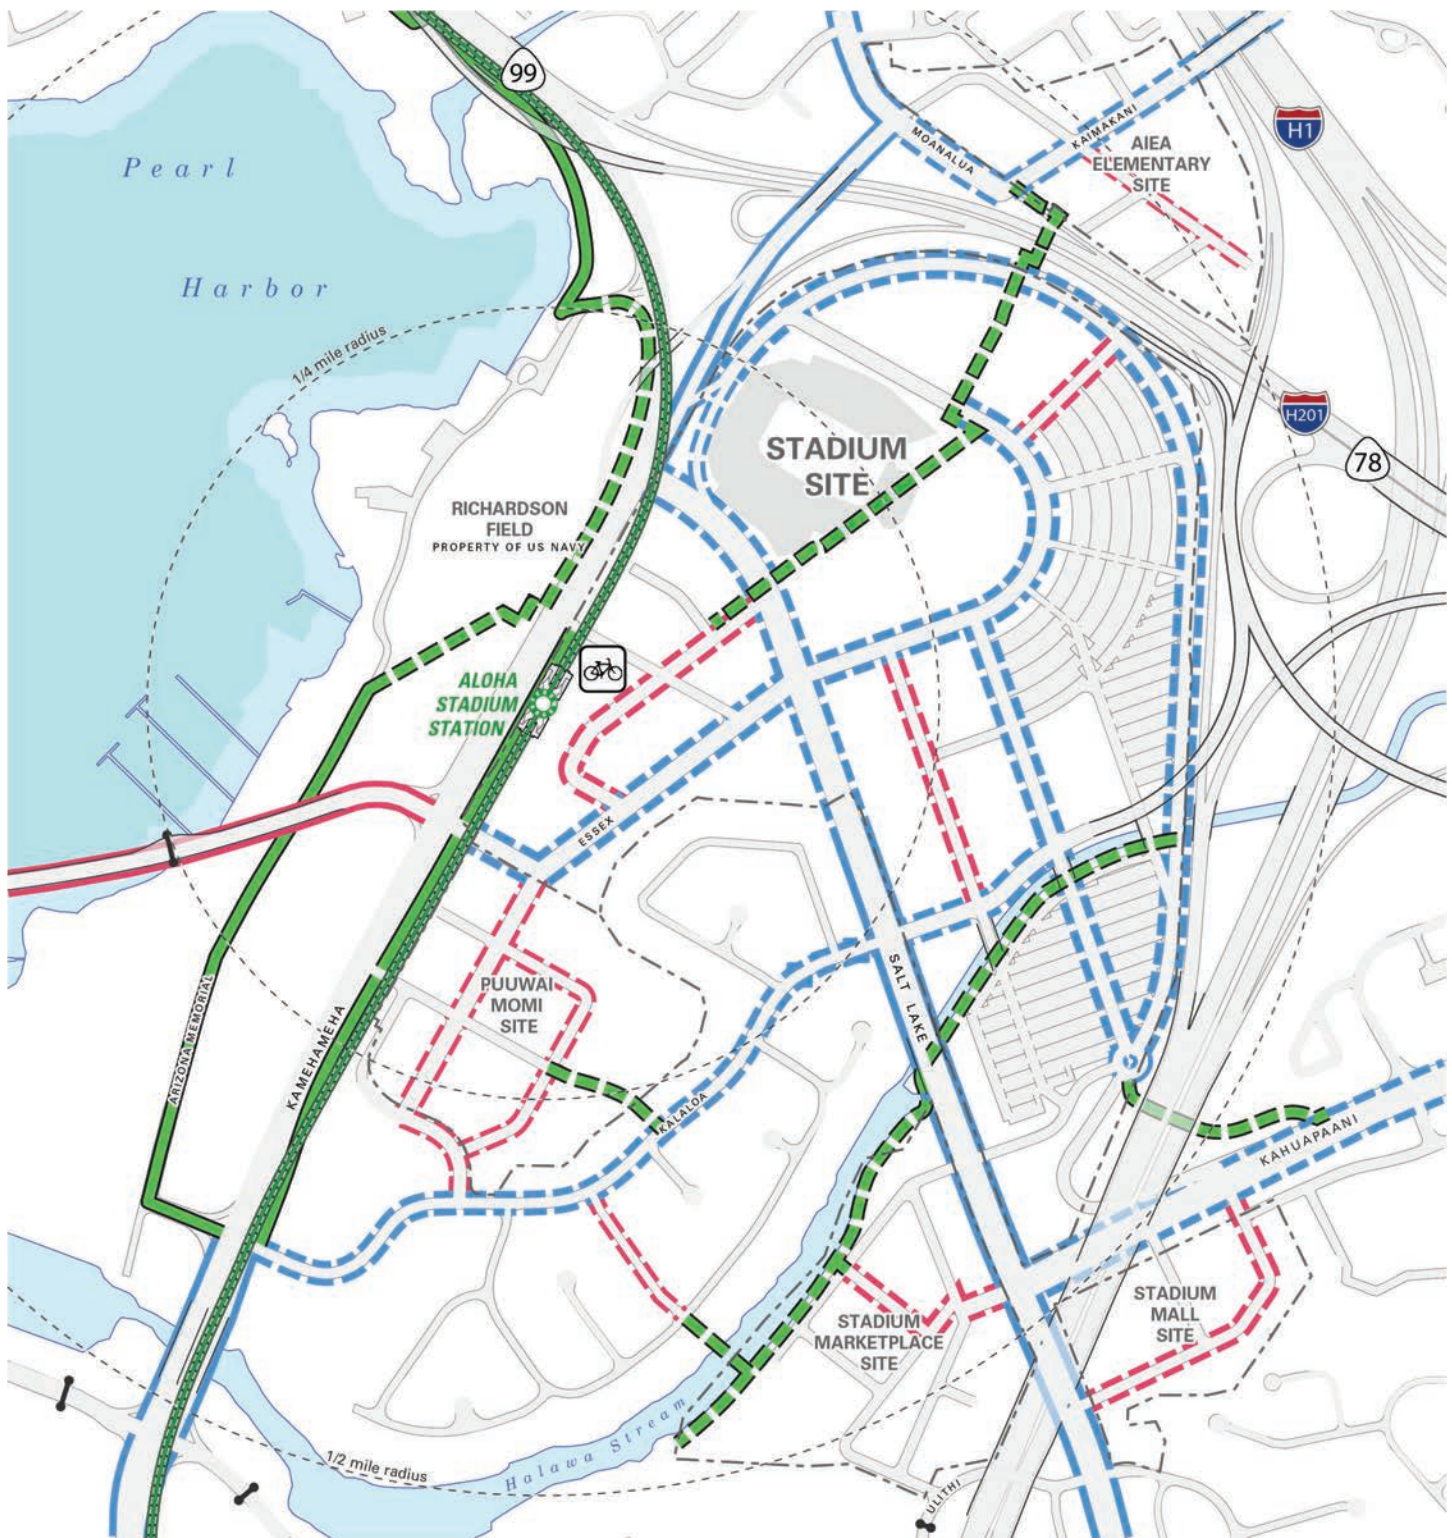 99
Pearl
Harbor
1/4 mile radius
MOANALUA
KAIMAKANI
AIEA
ELEMENTARY
SITE
H1
H201
78
STADIUM
SITE
RICHARDSON
FIELD
PROPERTY OF US NAVY
ALOHA
STADIUM
STATION
ESSEX
PUUWAI
MOMI
SITE
SALT LAKE
ARIZONA MEMORIAL
KAMEHAMEHA
KALALOA
KAHUAPAANI
STADIUM
MARKETPLACE
SITE
STADIUM
MALL
SITE
Halawa Stream
1/2 mile radius
ULITHI